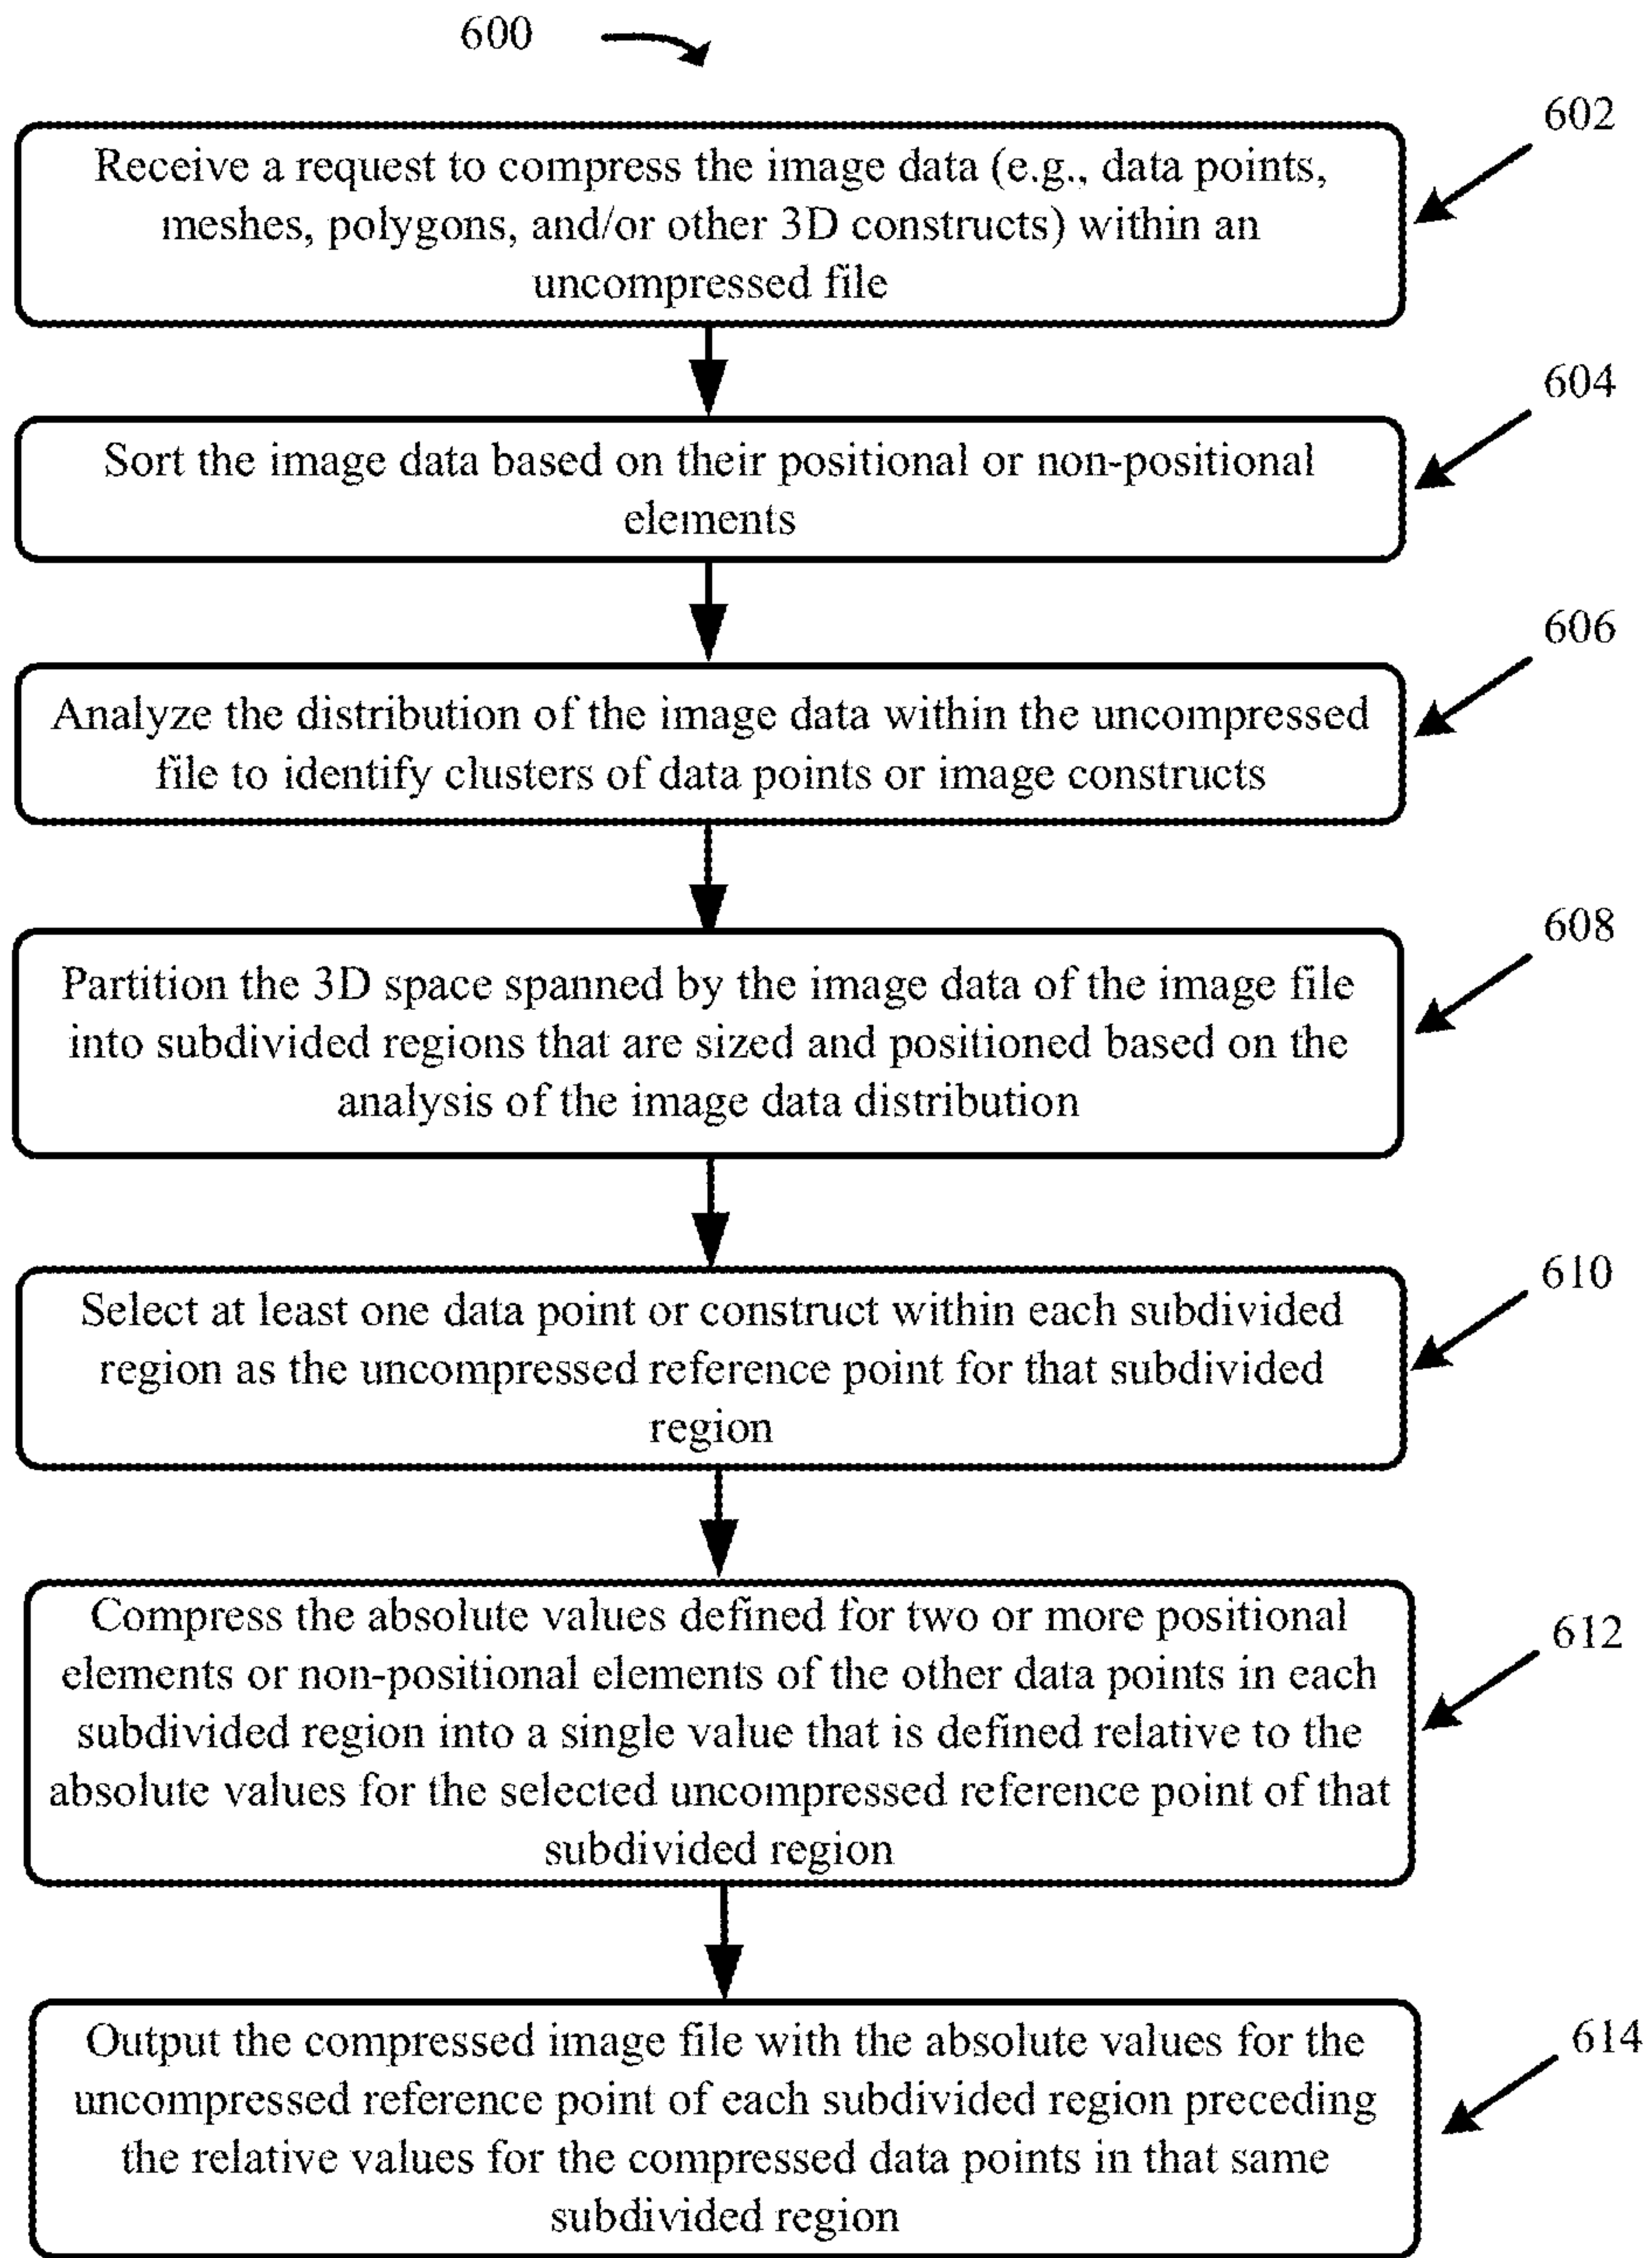 600
602
Receive a request to compress the image data (e.g., data points,
meshes, polygons, and/or other 3D constructs) within an
uncompressed file
604
Sort the image data based on their positional or non-positional
elements
606
Analyze the distribution of the image data within the uncompressed
file to identify clusters of data points or image constructs
608
Partition the 3D space spanned by the image data of the image file
into subdivided regions that are sized and positioned based on the
analysis of the image data distribution
610
Select at least one data point or construct within each subdivided
region as the uncompressed reference point for that subdivided
region
612
Compress the absolute values defined for two or more positional
elements or non-positional elements of the other data points in each
subdivided region into a single value that is defined relative to the
absolute values for the selected uncompressed reference point of that
subdivided region
614
Output the compressed image file with the absolute values for the
uncompressed reference point of each subdivided region preceding
the relative values for the compressed data points in that same
subdivided region